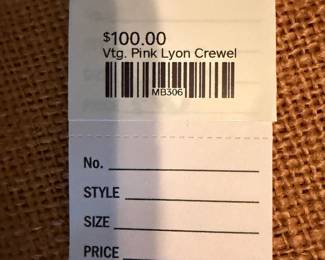 $100.00
Vtg. Pink Lyon Crewel
MB306
No.
STYLE
SIZE
PRICE